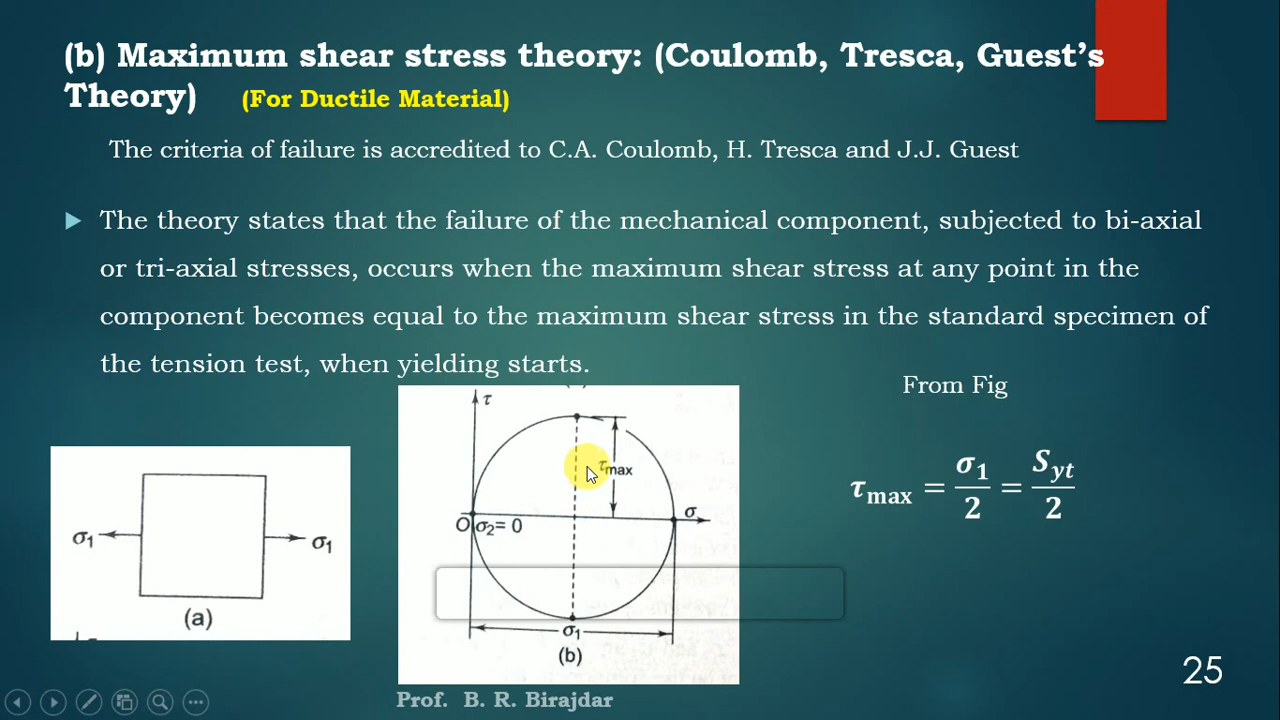 (b) Maximum shear stress theory: (Coulomb, Tresca, Guest's
Theory) (For Ductile Material)
The criteria of failure is accredited to C.A. Coulomb, H. Tresca and J.J. Guest
The theory states that the failure of the mechanical component, subjected to bi-axial
or tri-axial stresses, occurs when the maximum shear stress at any point in the
component becomes equal to the maximum shear stress in the standard specimen of
the tension test, when yielding starts.
From Fig
τmax = σ1/2 = Syt/2
σ1
σ1
(a)
τ
τmax
σ
O
σ2= 0
σ1
(b)
25
Prof. B. R. Birajdar